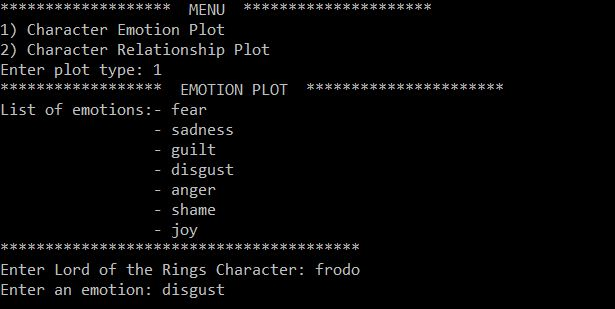 *******************  MENU  *********************
1) Character Emotion Plot
2) Character Relationship Plot
Enter plot type: 1
******************  EMOTION PLOT  **********************
List of emotions:- fear
                 - sadness
                 - guilt
                 - disgust
                 - anger
                 - shame
                 - joy
****************************************
Enter Lord of the Rings Character: frodo
Enter an emotion: disgust